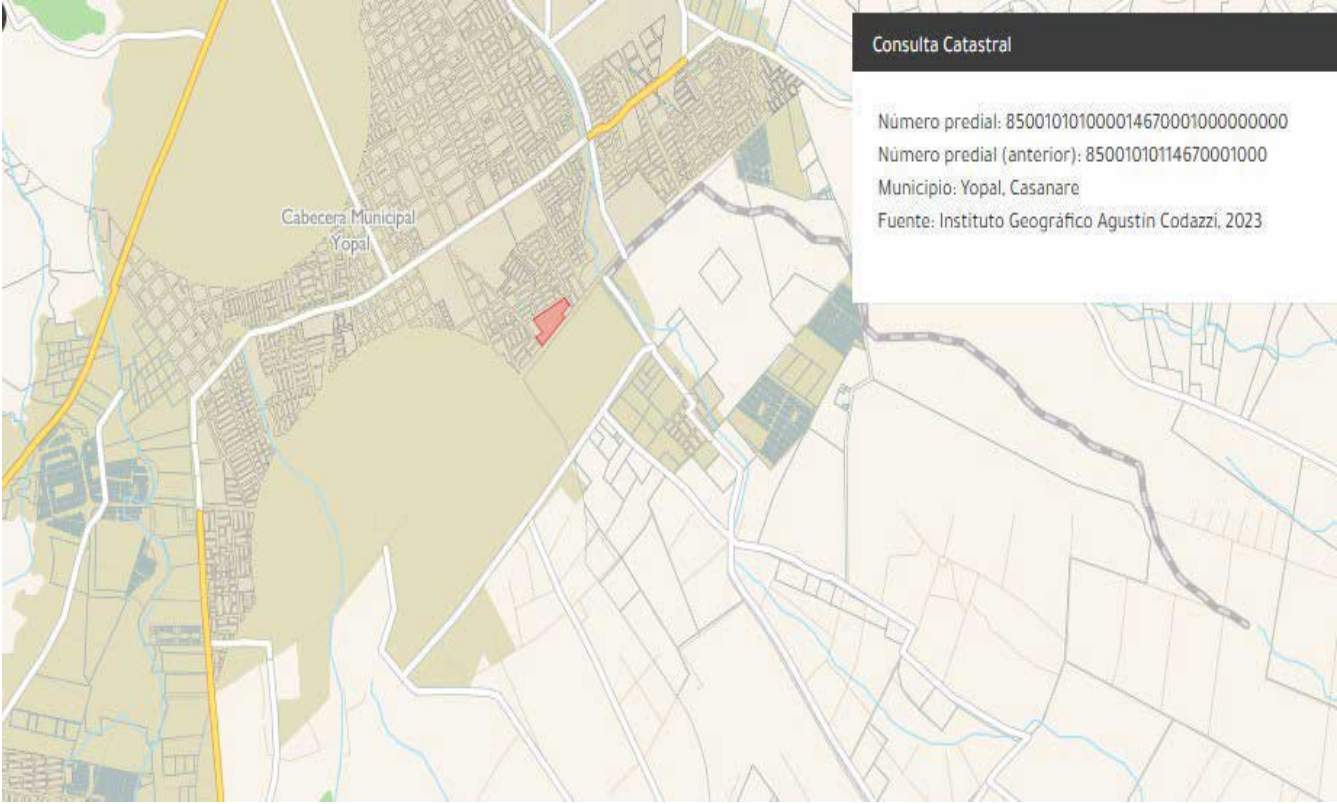 Consulta Catastral
Número predial: 850010101000014670001000000000
Número predial (anterior): 85001010114670001000
Municipio: Yopal, Casanare
Fuente: Instituto Geográfico Agustín Codazzi, 2023
Cabecera Municipal
Yopal